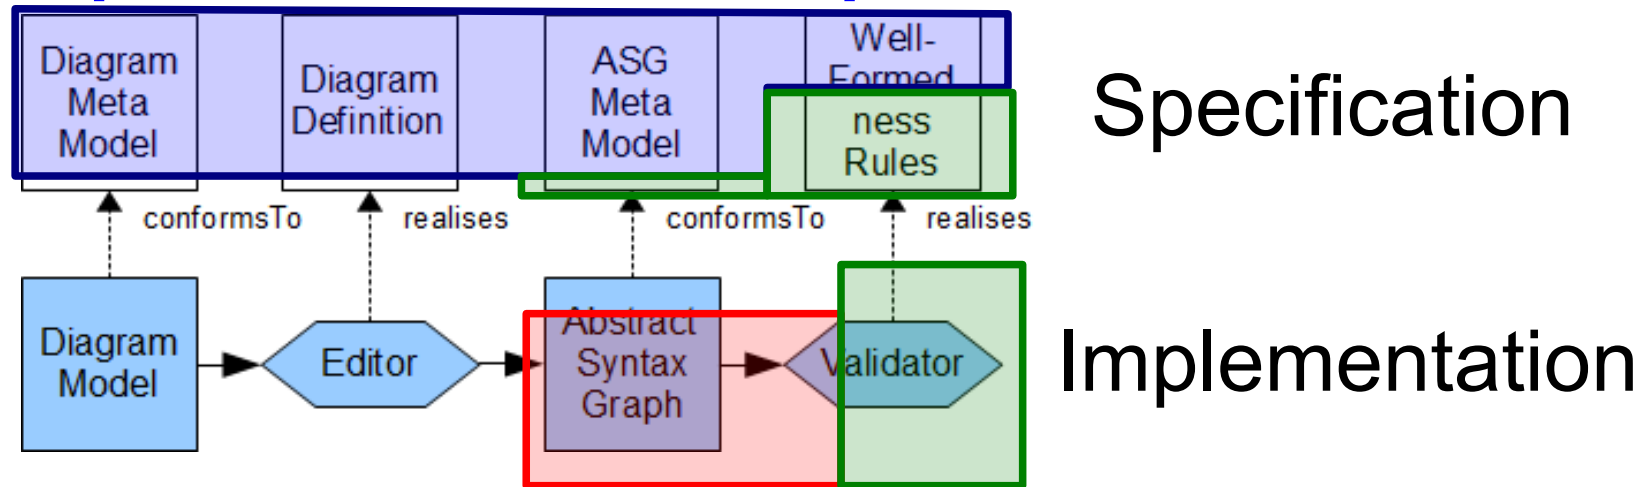 Diagram
Meta
Model
Diagram
Definition
ASG
Meta
Model
Well-
Formed
ness
Rules
Specification
conformsTo
realises
conformsTo
realises
Diagram
Model
Editor
Abstract
Syntax
Graph
Validator
Implementation